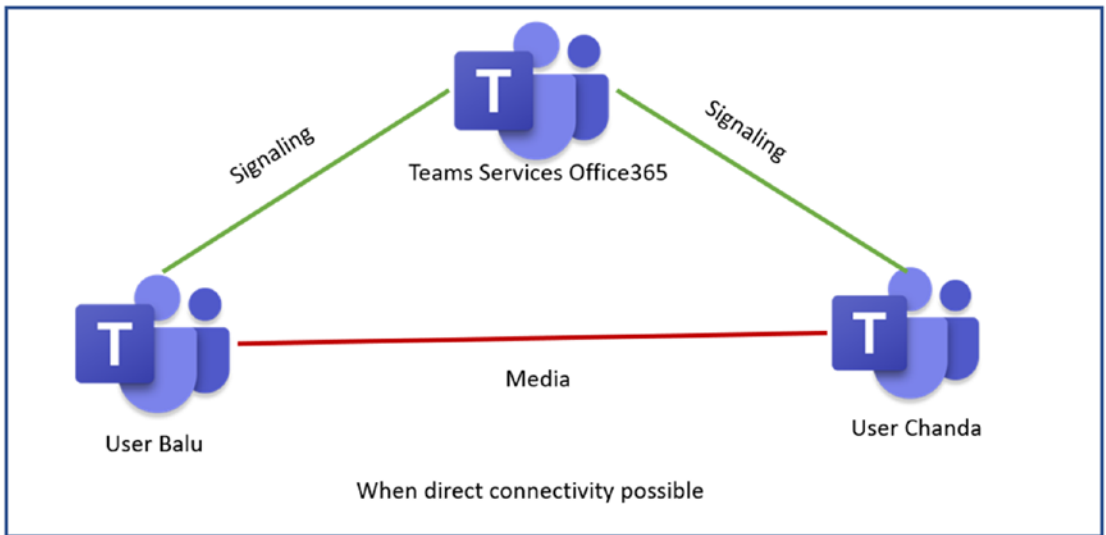 T
Teams Services Office365
Signaling
Signaling
T
T
Media
User Balu
User Chanda
When direct connectivity possible